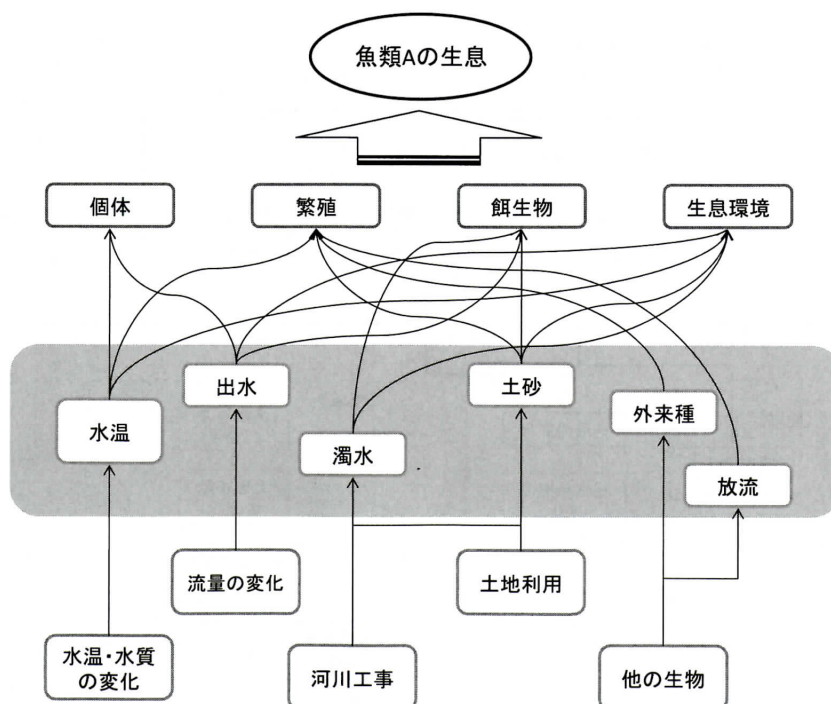 魚類Aの生息
個体
繁殖
餌生物
生息環境
出水
土砂
水温
外来種
濁水
放流
流量の変化
土地利用
水温・水質
の変化
河川工事
他の生物